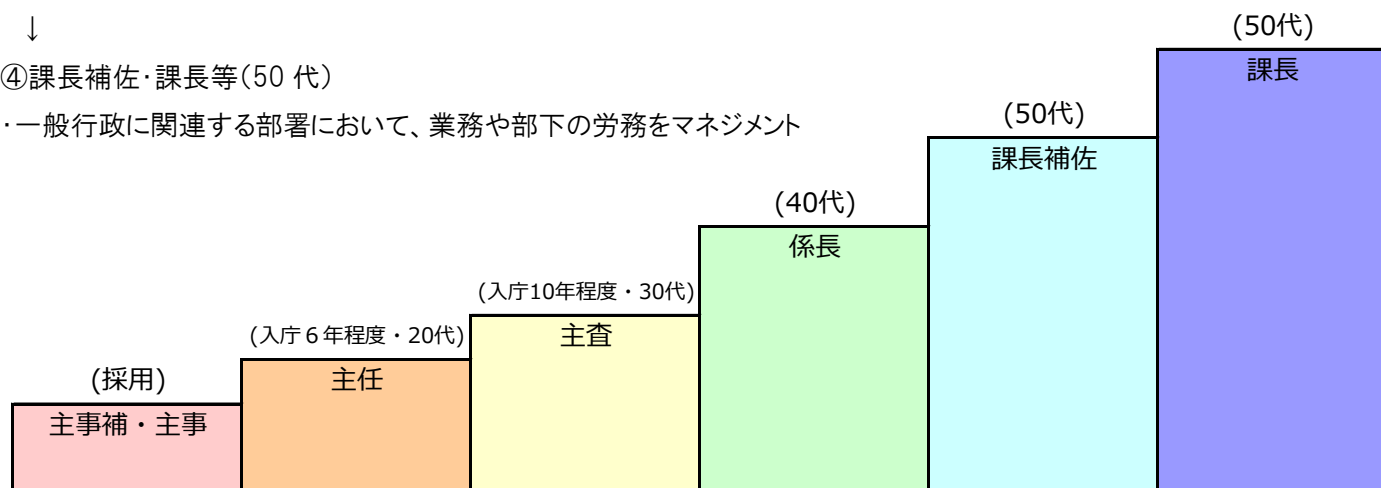 ↓
④課長補佐・課長等(50 代)
・一般行政に関連する部署において、業務や部下の労務をマネジメント
(50代)
課長
(50代)
課長補佐
(40代)
係長
(入庁10年程度・30代)
主査
(入庁６年程度・20代)
主任
(採用)
主事補・主事